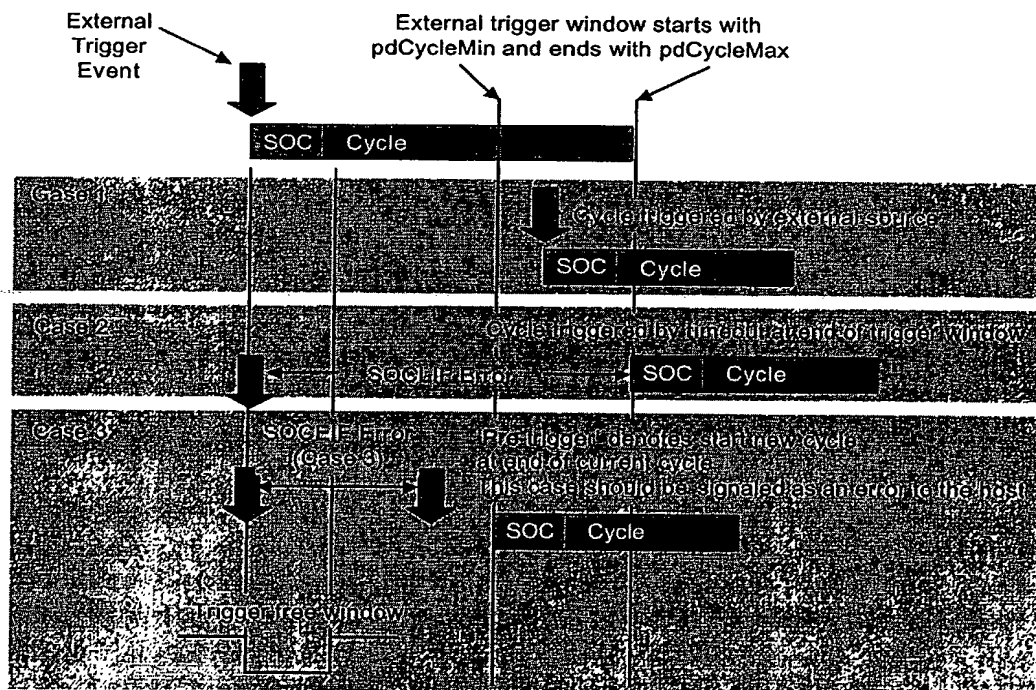 External
Trigger
Event
External trigger window starts with
pdCycleMin and ends with pdCycleMax
SOC Cycle
Case 1
Cycle triggered by external source
SOC Cycle
Case 2
Cycle triggered by timeout at end of trigger window
SOCLIF Error
SOC Cycle
Case 3
SOCEIF Error
(Case 3)
Pre trigger denotes start new cycle
at end of current cycle
This case should be signaled as an error to the host
SOC Cycle
Trigger free window